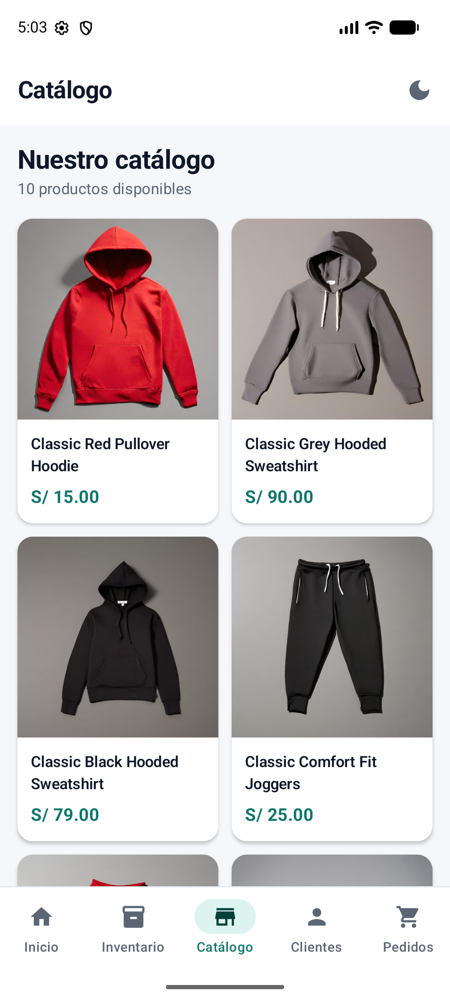 5:03
Catálogo
Nuestro catálogo
10 productos disponibles
Classic Red Pullover
Hoodie
S/ 15.00
Classic Grey Hooded
Sweatshirt
S/ 90.00
Classic Black Hooded
Sweatshirt
S/ 79.00
Classic Comfort Fit
Joggers
S/ 25.00
Inicio
Inventario
Catálogo
Clientes
Pedidos